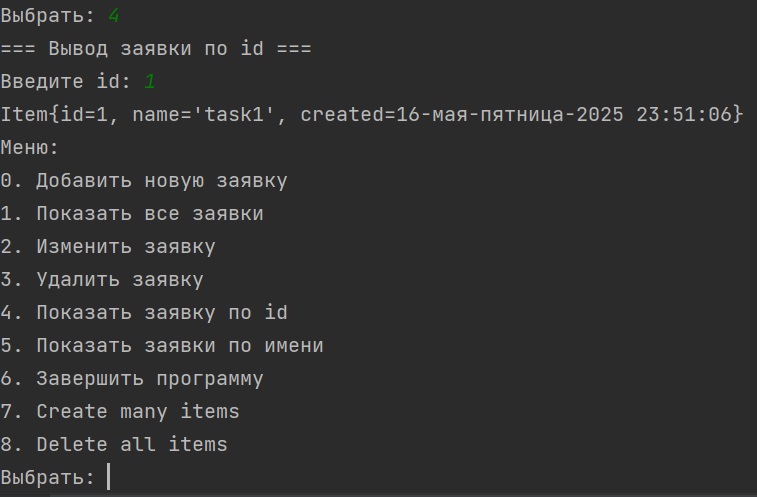 Выбрать: 4
=== Вывод заявки по id ===
Введите id: 1
Item{id=1, name='task1', created=16-мая-пятница-2025 23:51:06}
Меню:
0. Добавить новую заявку
1. Показать все заявки
2. Изменить заявку
3. Удалить заявку
4. Показать заявку по id
5. Показать заявки по имени
6. Завершить программу
7. Create many items
8. Delete all items
Выбрать: